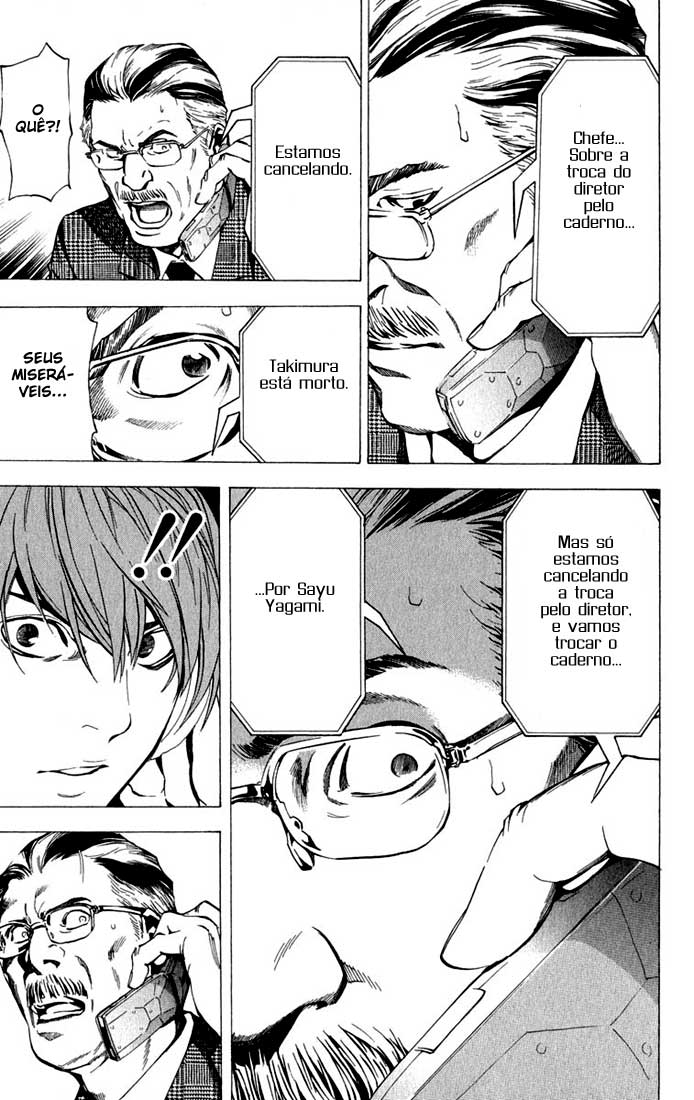 Chefe...
Sobre a
troca do
diretor
pelo
caderno...
Estamos
cancelando.
O
QUÊ?!
Takimura
está morto.
SEUS
MISERÁ-
VEIS...
Mas só
estamos
cancelando
a troca
pelo diretor,
e vamos
trocar o
caderno...
...Por Sayu
Yagami.
!!